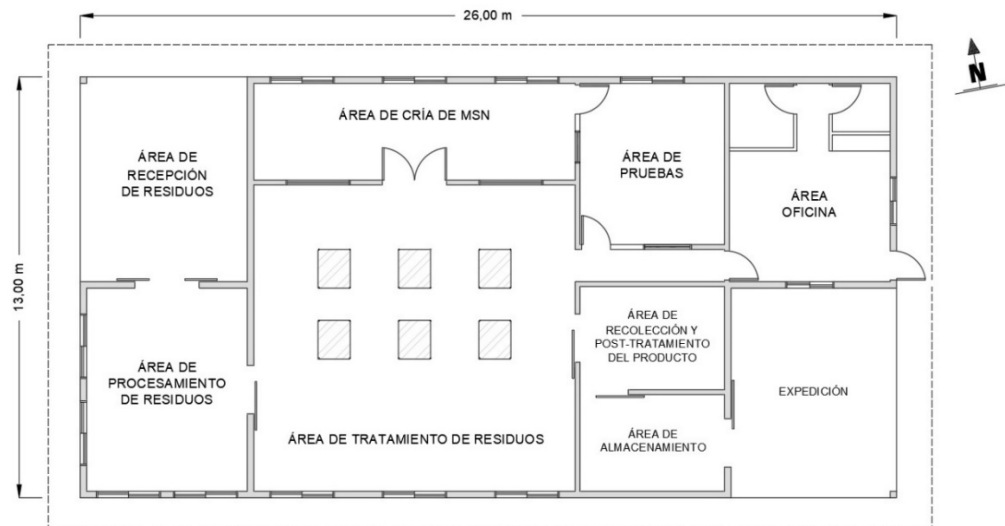 26,00 m
N
13,00 m
ÁREA DE
RECEPCIÓN
DE RESIDUOS
ÁREA DE CRÍA DE MSN
ÁREA DE
PRUEBAS
ÁREA
OFICINA
ÁREA DE
PROCESAMIENTO
DE RESIDUOS
ÁREA DE TRATAMIENTO DE RESIDUOS
ÁREA DE
RECOLECCIÓN Y
POST-TRATAMIENTO
DEL PRODUCTO
ÁREA DE
ALMACENAMIENTO
EXPEDICIÓN